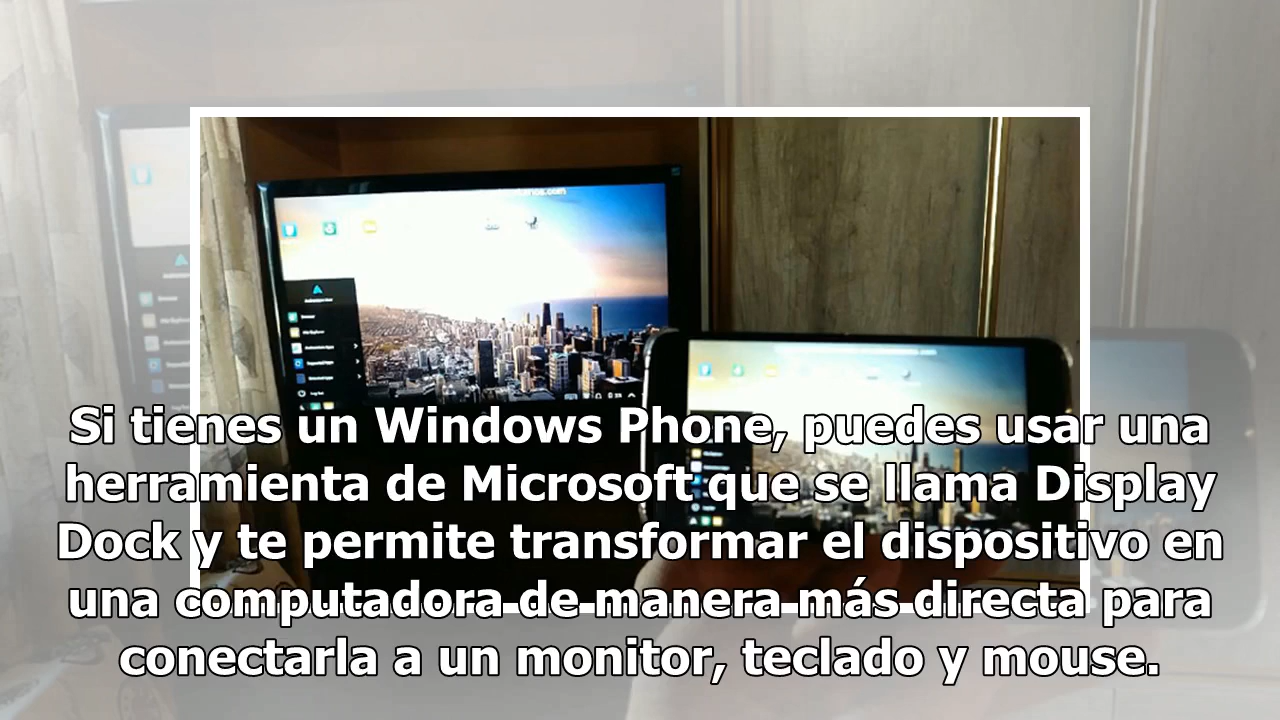 Si tienes un Windows Phone, puedes usar una
herramienta de Microsoft que se llama Display
Dock y te permite transformar el dispositivo en
una computadora de manera más directa para
conectarla a un monitor, teclado y mouse.